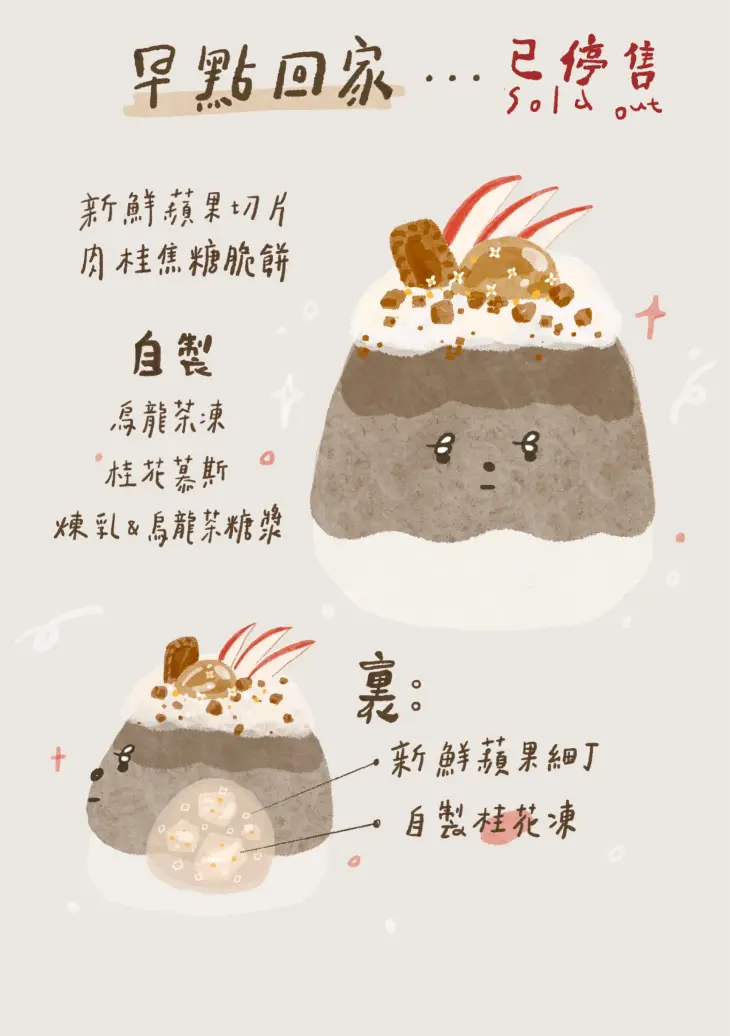 早點回家...已停售
Sold out
新鮮蘋果切片
肉桂焦糖脆餅
自製
烏龍茶凍
桂花慕斯
煉乳&烏龍茶糖漿
裏:
新鮮蘋果細丁
自製桂花凍